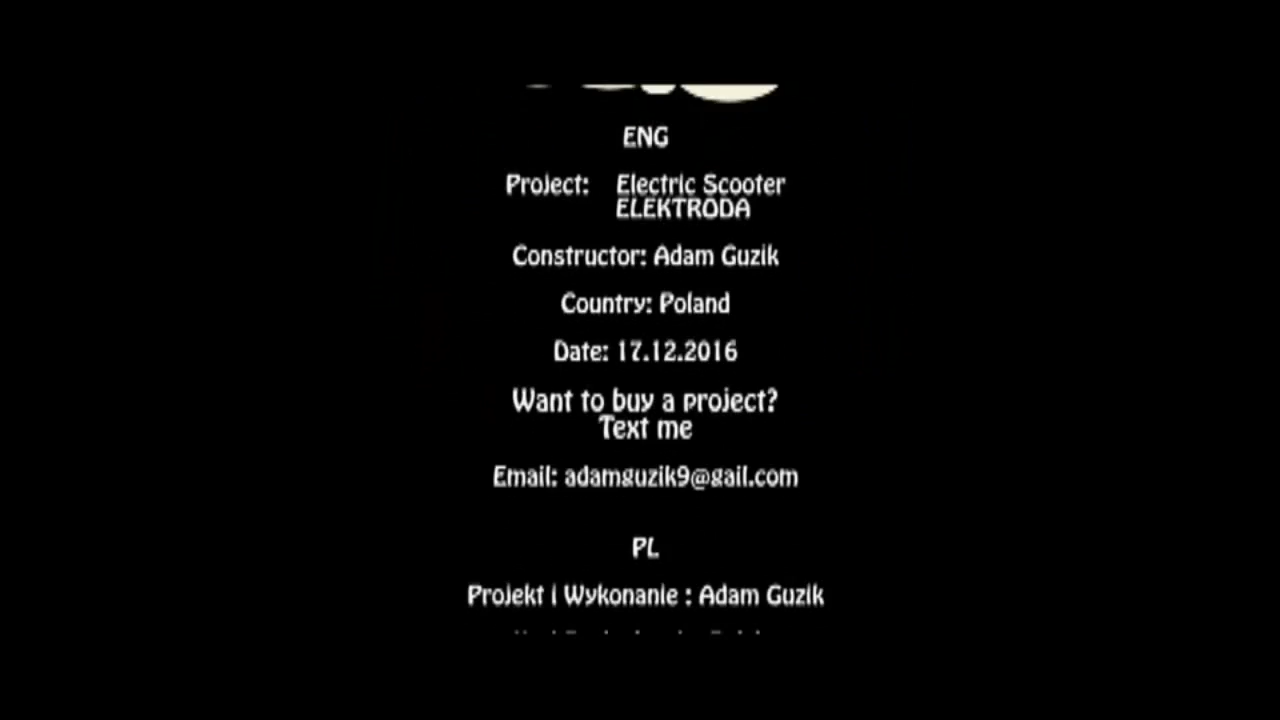 ENG
Project: Electric Scooter
ELEKTRODA
Constructor: Adam Guzik
Country: Poland
Date: 17.12.2016
Want to buy a project?
Text me
Email: adamguzik9@gail.com
PL
Projekt i Wykonanie : Adam Guzik